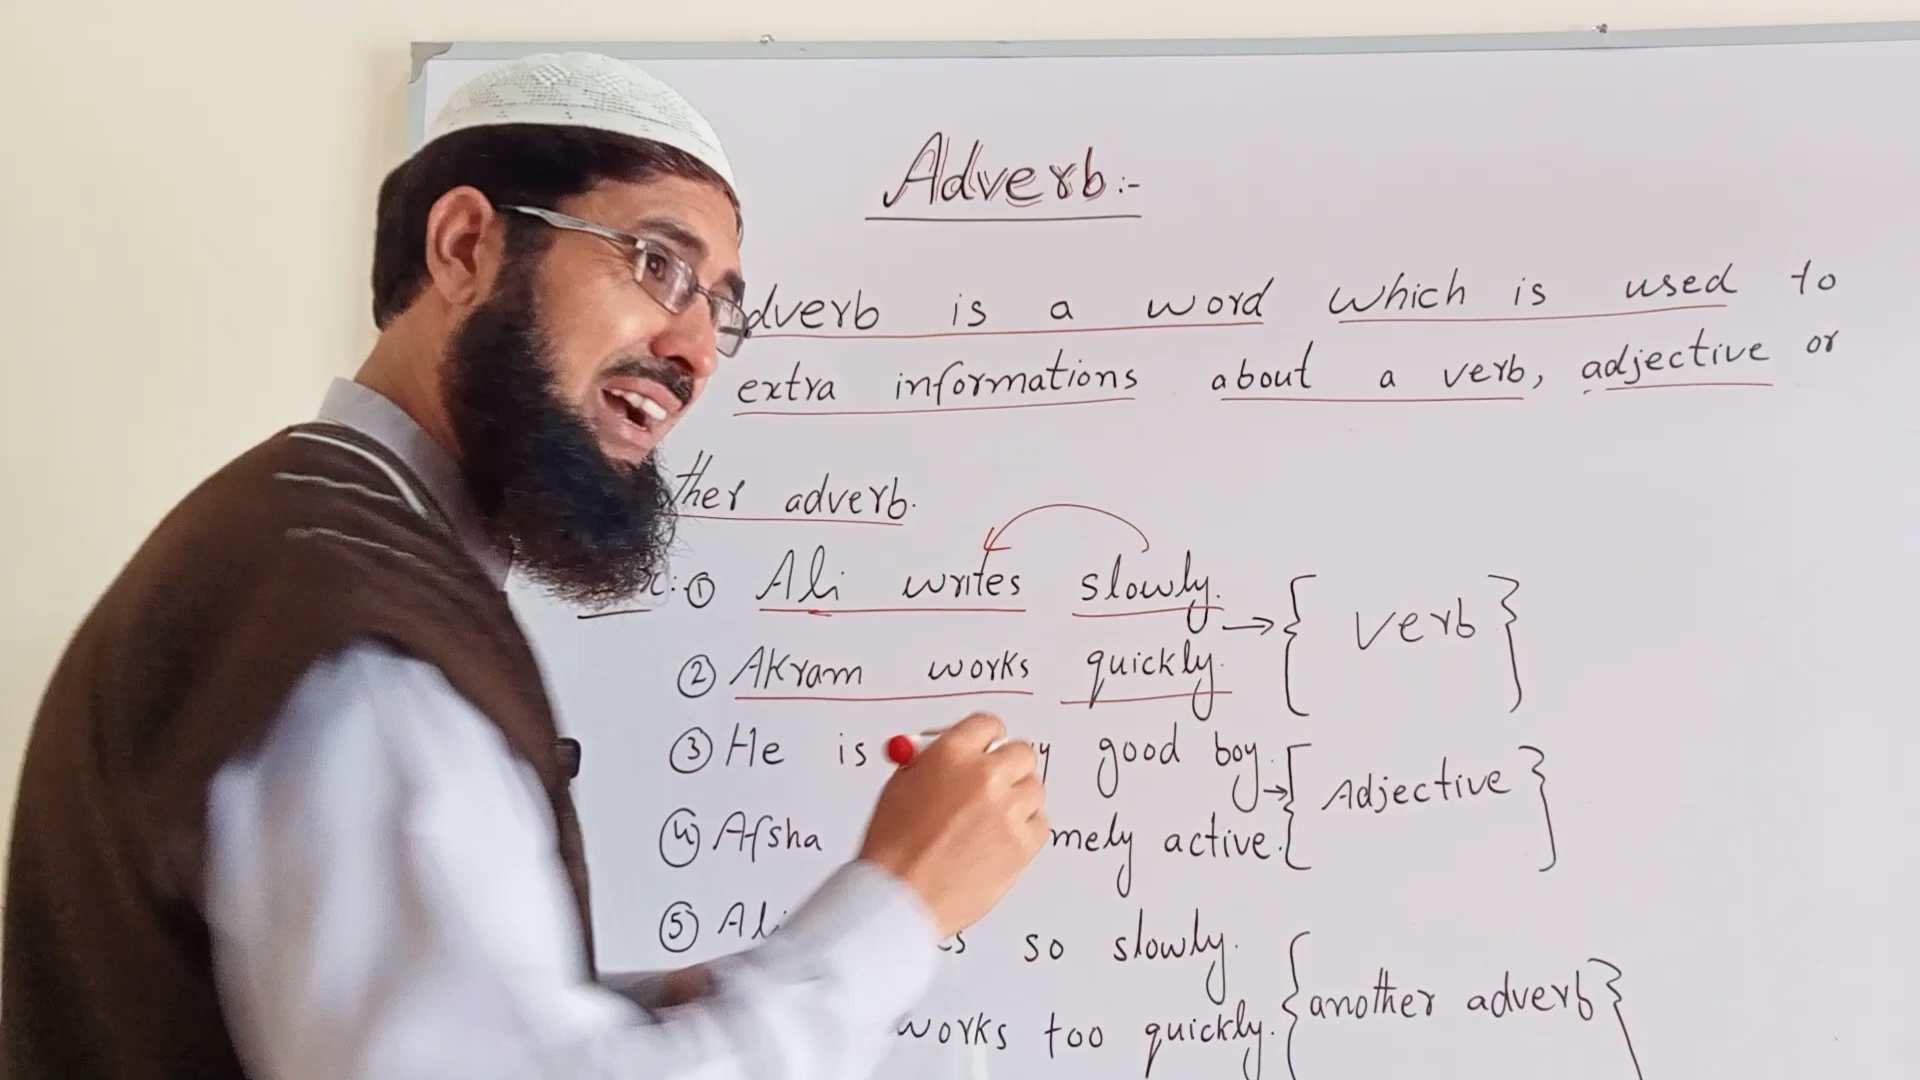 Adverb:-
dverb is a word which is used to
extra informations about a verb, adjective or
ther adverb.
① Ali writes slowly. → { Verb }
② Akram works quickly.
③ He is good boy. → [ Adjective }
④ Afsha mely active.
⑤ Ali so slowly.
works too quickly. { another adverb }